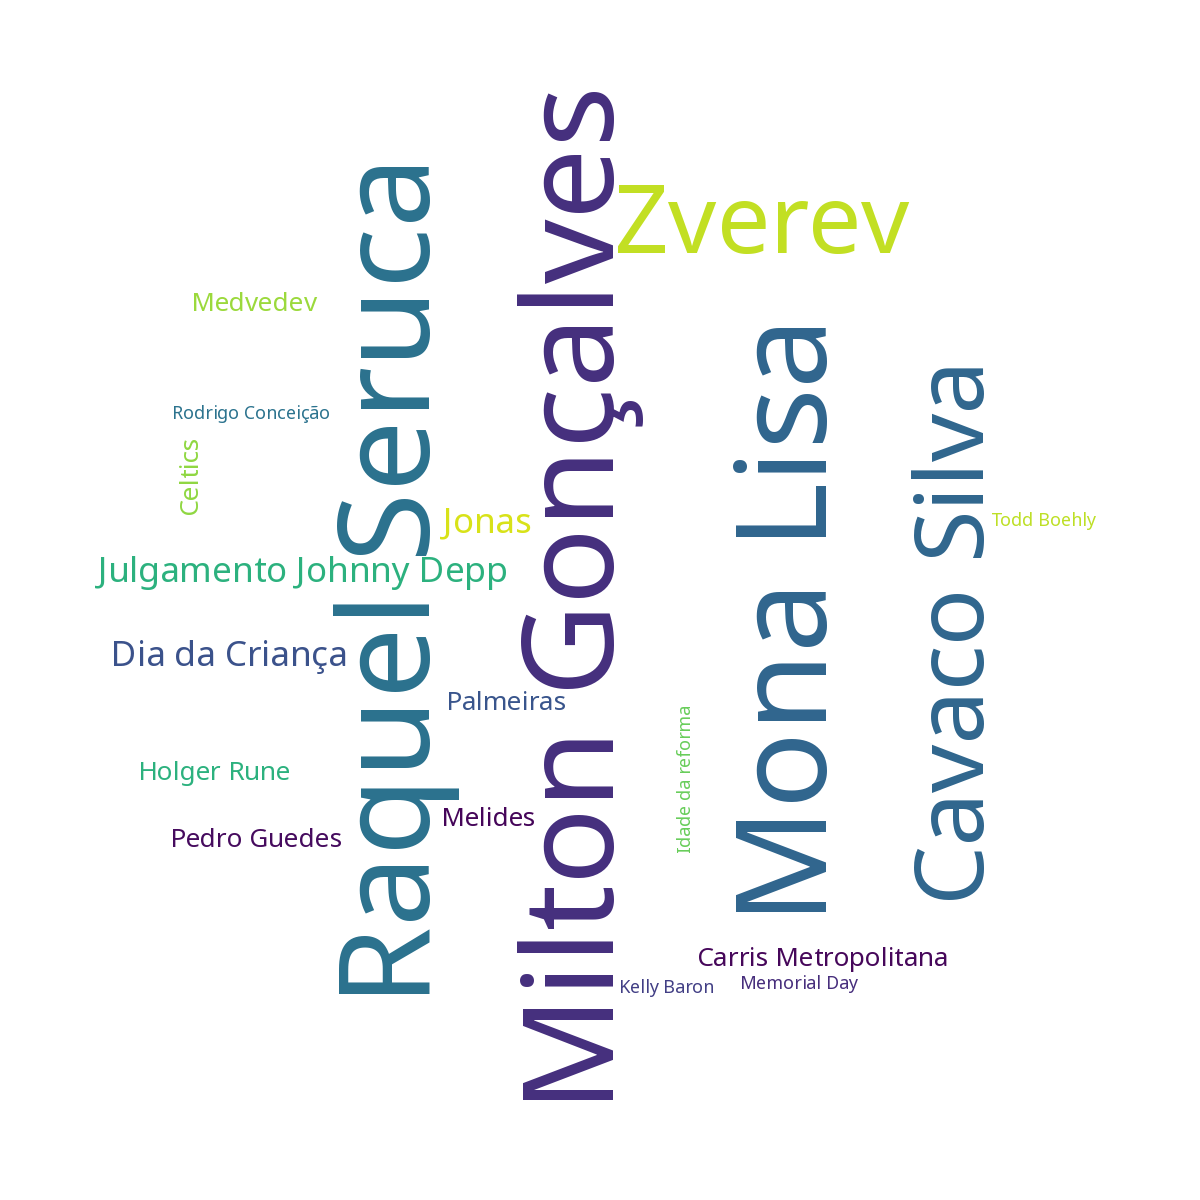 Milton Gonçalves
Raquel Seruca
Zverev
Mona Lisa
Cavaco Silva
Medvedev
Rodrigo Conceição
Celtics
Jonas
Todd Boehly
Julgamento Johnny Depp
Dia da Criança
Palmeiras
Idade da reforma
Holger Rune
Melides
Pedro Guedes
Carris Metropolitana
Kelly Baron
Memorial Day